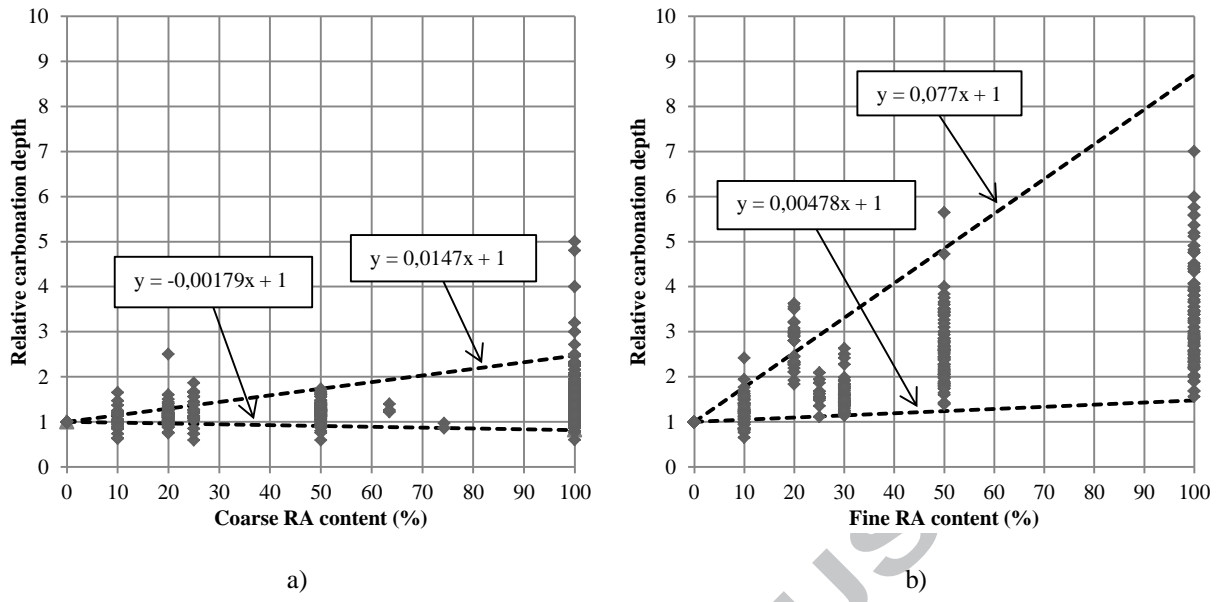 10
9
8
7
6
5
4
3
2
1
0
Relative carbonation depth
y = -0,00179x + 1
y = 0,0147x + 1
0 10 20 30 40 50 60 70 80 90 100
Coarse RA content (%)
a)
10
9
8
7
6
5
4
3
2
1
0
Relative carbonation depth
y = 0,077x + 1
y = 0,00478x + 1
0 10 20 30 40 50 60 70 80 90 100
Fine RA content (%)
b)